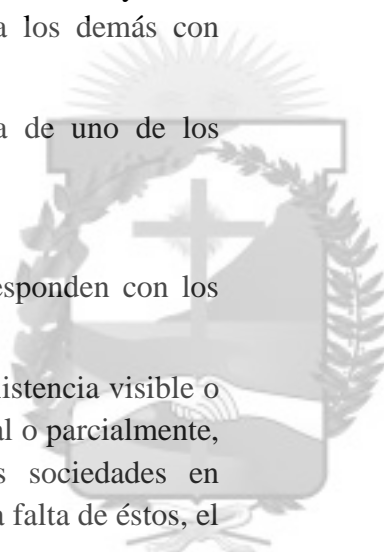 a los demás con
a de uno de los
esponden con los
istencia visible o
al o parcialmente,
s sociedades en
a falta de éstos, el